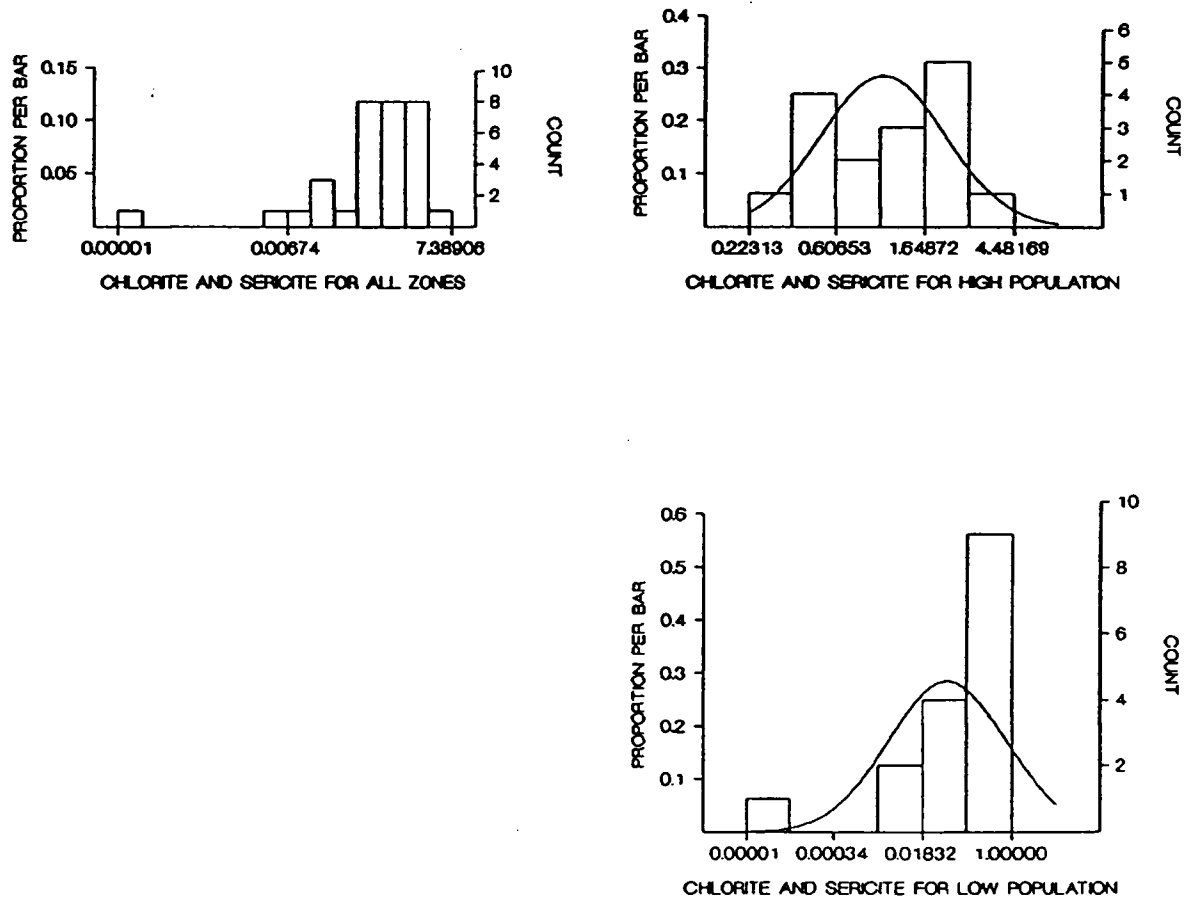 PROPORTION PER BAR
0.15
0.10
0.05
10
8
6
4
2
COUNT
0.00001 0.00674 7.38906
CHLORITE AND SERICITE FOR ALL ZONES
PROPORTION PER BAR
0.4
0.3
0.2
0.1
6
5
4
3
2
1
COUNT
0.22313 0.60653 1.64872 4.48169
CHLORITE AND SERICITE FOR HIGH POPULATION
PROPORTION PER BAR
0.6
0.5
0.4
0.3
0.2
0.1
10
8
6
4
2
COUNT
0.00001 0.00034 0.01832 1.00000
CHLORITE AND SERICITE FOR LOW POPULATION